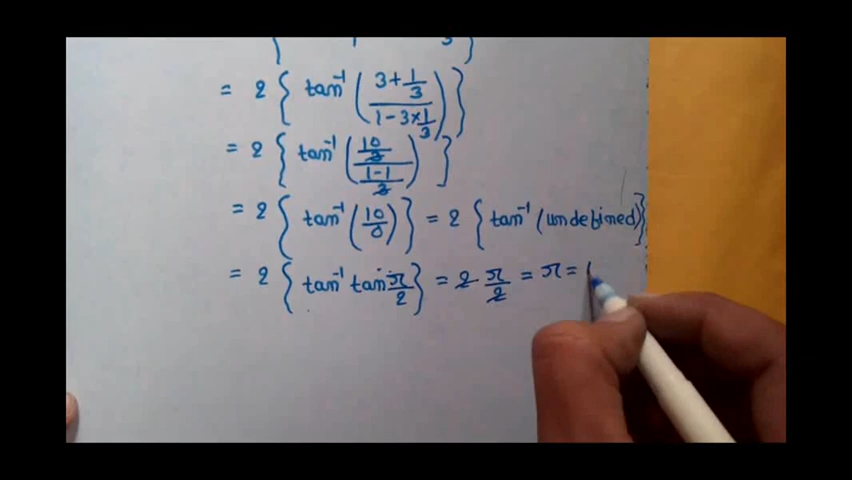 = 2 { tan⁻¹ ( (3 + 1/3) / (1 - 3×1/3) ) }
= 2 { tan⁻¹ ( (10/3) / ((1-1)/3) ) }
= 2 { tan⁻¹ (10/0) } = 2 { tan⁻¹ (undefined) }
= 2 { tan⁻¹ tan π/2 } = 2 π/2 = π =